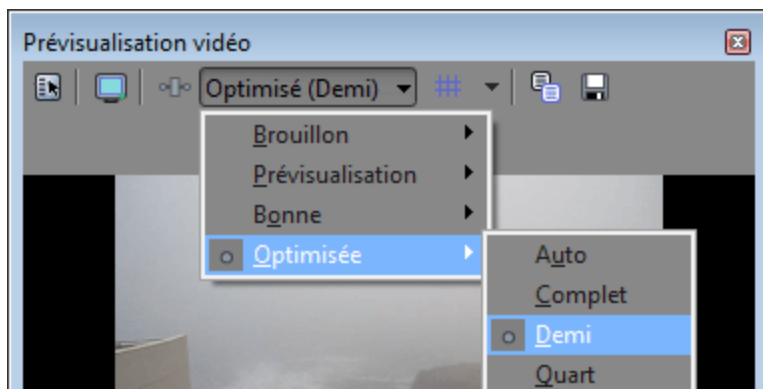 Prévisualisation vidéo
Optimisé (Demi)
Brouillon
Prévisualisation
Bonne
Optimisée
Auto
Complet
Demi
Quart